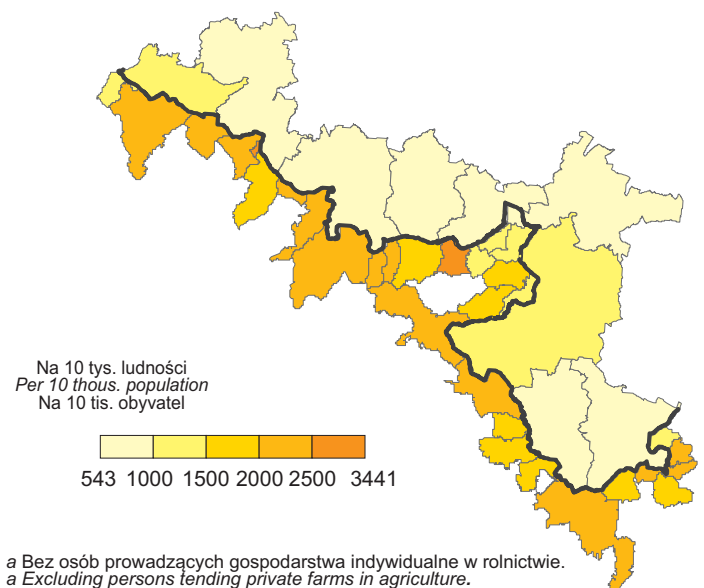 Na 10 tys. ludności
Per 10 thous. population
Na 10 tis. obyvatel
543 1000 1500 2000 2500 3441
a Bez osób prowadzących gospodarstwa indywidualne w rolnictwie.
a Excluding persons tending private farms in agriculture.